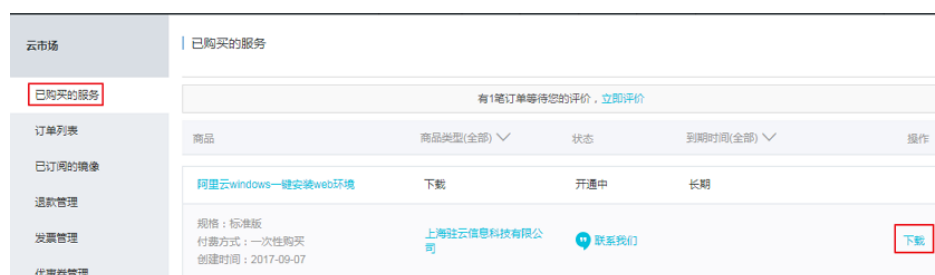 云市场
已购买的服务
已购买的服务
订单列表
已订阅的镜像
退款管理
发票管理
优惠券管理
有1笔订单等待您的评价，立即评价
商品 商品类型(全部) 状态 到期时间(全部) 操作
阿里云windows一键安装web环境 下载 开通中 长期
规格：标准版
付费方式：一次性购买
创建时间：2017-09-07
上海驻云信息科技有限公
司
联系我们
下载